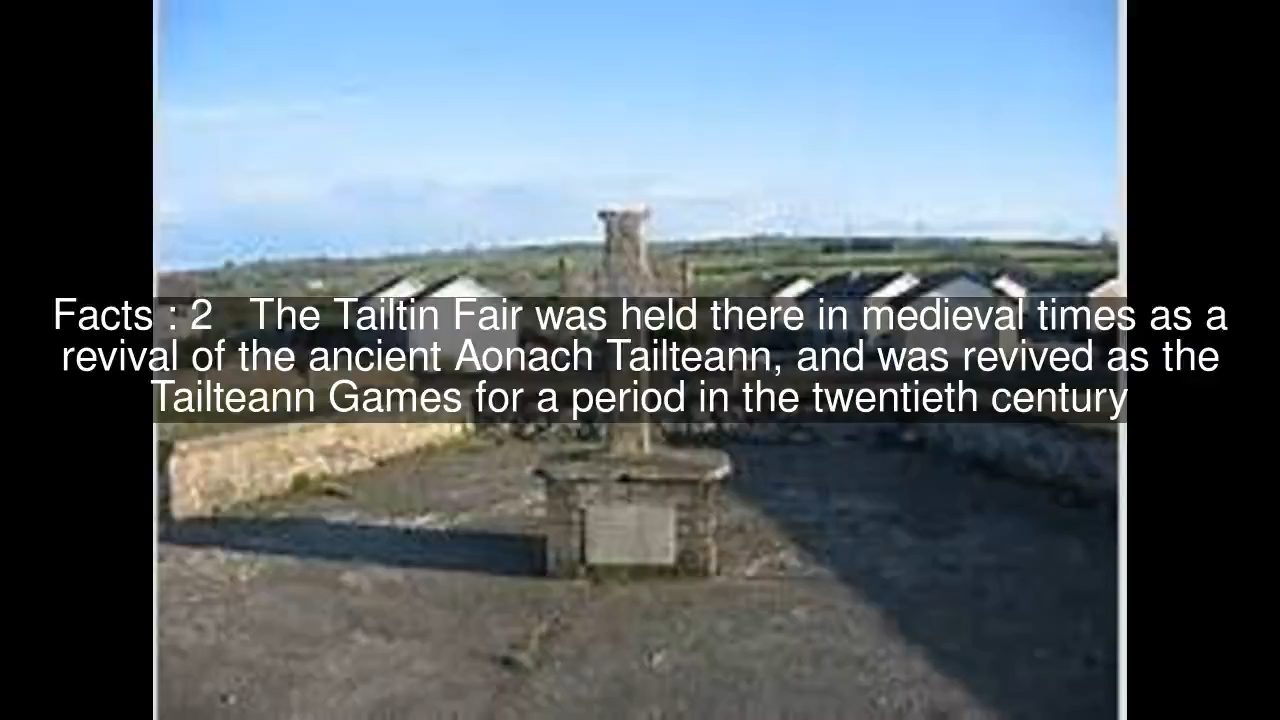 Facts : 2 The Tailtin Fair was held there in medieval times as a
revival of the ancient Aonach Tailteann, and was revived as the
Tailteann Games for a period in the twentieth century